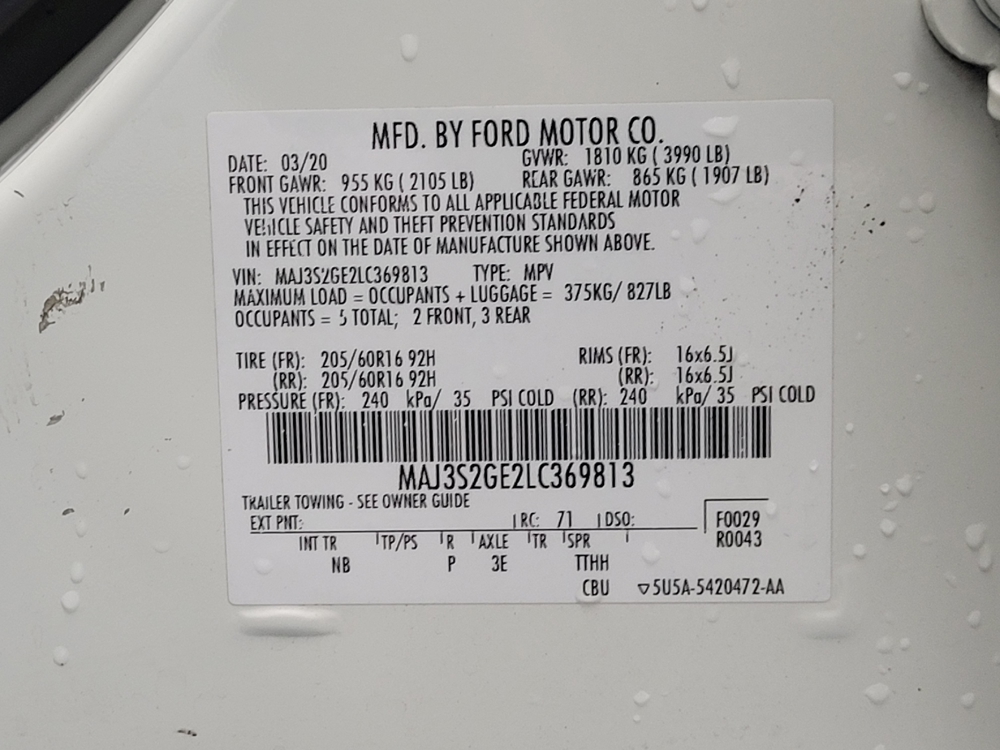 MFD. BY FORD MOTOR CO.
DATE: 03/20 GVWR: 1810 KG ( 3990 LB)
FRONT GAWR: 955 KG ( 2105 LB) REAR GAWR: 865 KG ( 1907 LB)
THIS VEHICLE CONFORMS TO ALL APPLICABLE FEDERAL MOTOR
VEHICLE SAFETY AND THEFT PREVENTION STANDARDS
IN EFFECT ON THE DATE OF MANUFACTURE SHOWN ABOVE.
VIN: MAJ3S2GE2LC369813 TYPE: MPV
MAXIMUM LOAD = OCCUPANTS + LUGGAGE = 375KG/ 827LB
OCCUPANTS = 5 TOTAL; 2 FRONT, 3 REAR
TIRE (FR): 205/60R16 92H RIMS (FR): 16x6.5J
(RR): 205/60R16 92H (RR): 16x6.5J
PRESSURE (FR): 240 kPa/ 35 PSI COLD (RR): 240 kPa/ 35 PSI COLD
MAJ3S2GE2LC369813
TRAILER TOWING - SEE OWNER GUIDE
EXT PNT: RC: 71 DSO: F0029
INT TR TP/PS R AXLE TR SPR R0043
NB P 3E TTHH
CBU ▽5U5A-5420472-AA